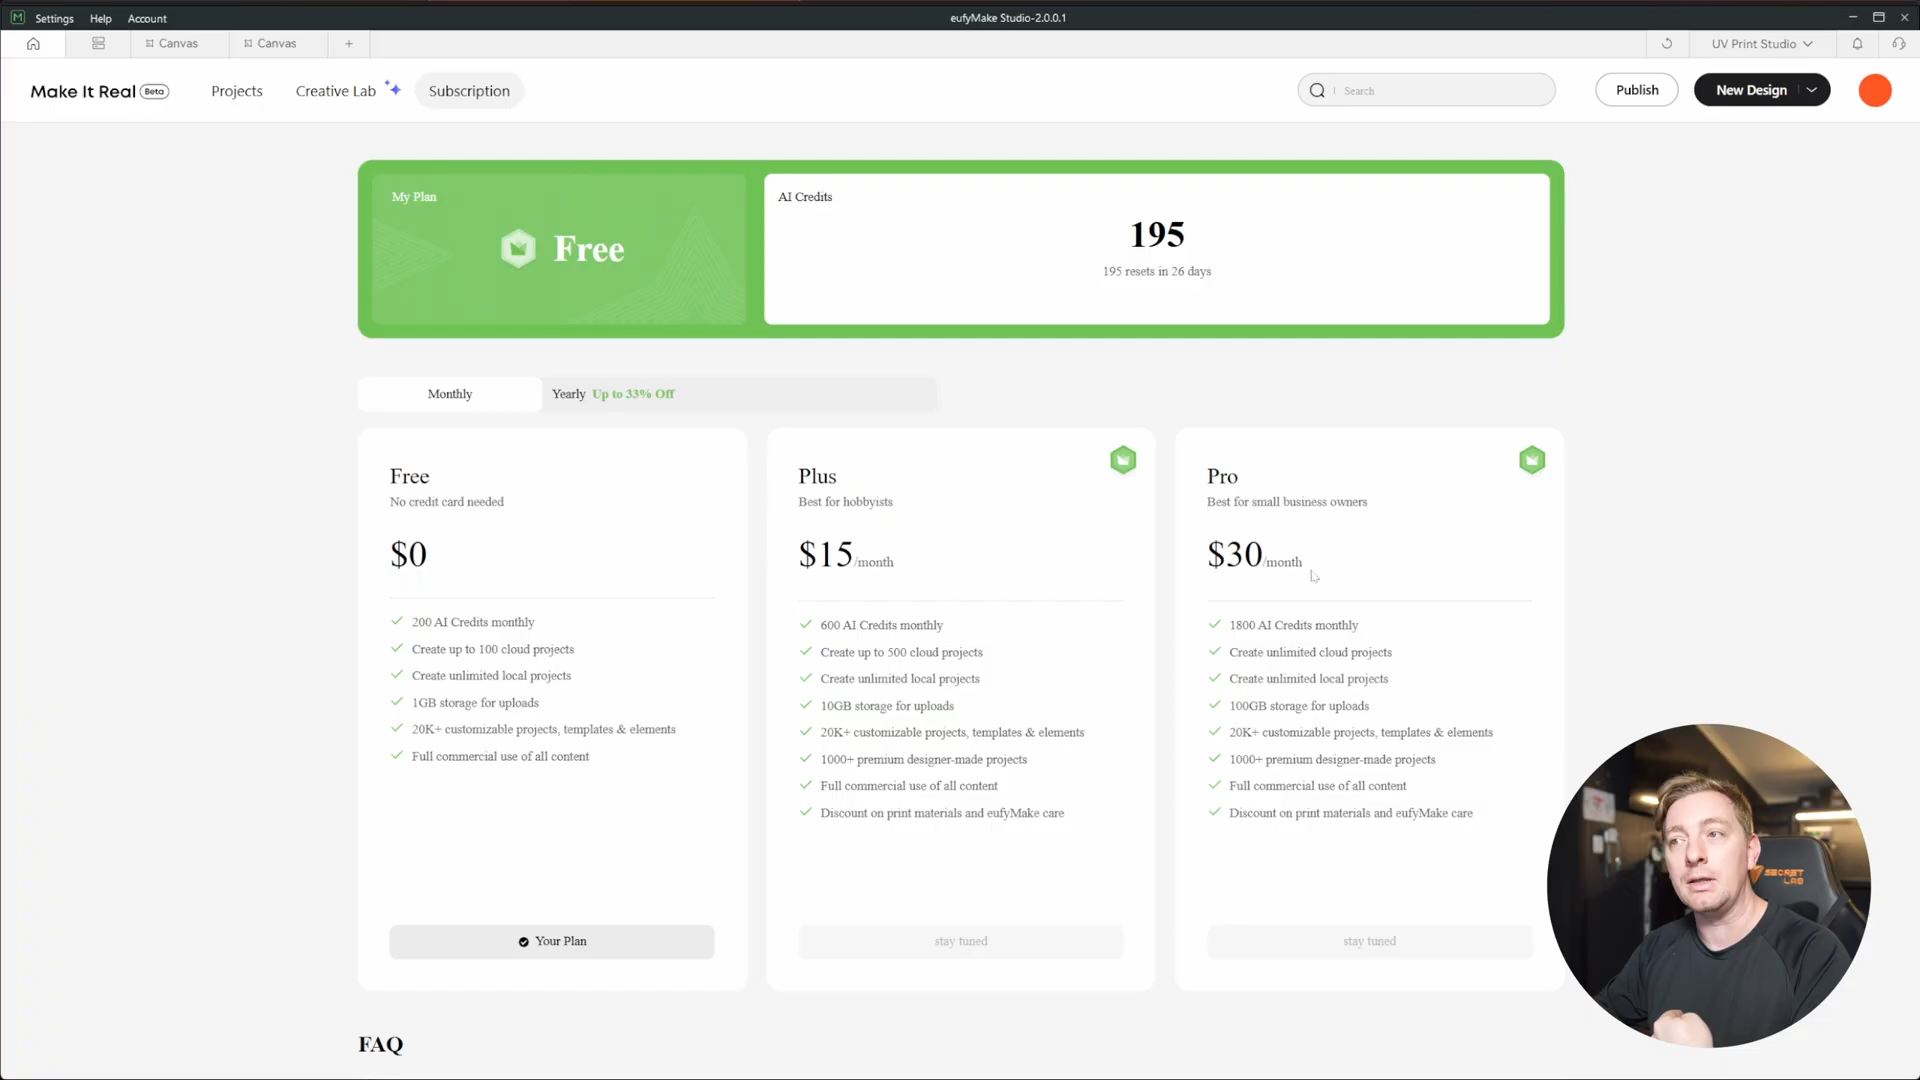 Settings Help Account
eufyMake Studio-2.0.0.1
Canvas
Canvas
UV Print Studio
Make It Real Beta
Projects
Creative Lab
Subscription
Search
Publish
New Design
My Plan
Free
AI Credits
195
195 resets in 26 days
Monthly
Yearly Up to 33% Off
Free
No credit card needed
$0
200 AI Credits monthly
Create up to 100 cloud projects
Create unlimited local projects
1GB storage for uploads
20K+ customizable projects, templates & elements
Full commercial use of all content
Your Plan
Plus
Best for hobbyists
$15/month
600 AI Credits monthly
Create up to 500 cloud projects
Create unlimited local projects
10GB storage for uploads
20K+ customizable projects, templates & elements
1000+ premium designer-made projects
Full commercial use of all content
Discount on print materials and eufyMake care
stay tuned
Pro
Best for small business owners
$30/month
1800 AI Credits monthly
Create unlimited cloud projects
Create unlimited local projects
100GB storage for uploads
20K+ customizable projects, templates & elements
1000+ premium designer-made projects
Full commercial use of all content
Discount on print materials and eufyMake care
stay tuned
SECRET
LAB
FAQ